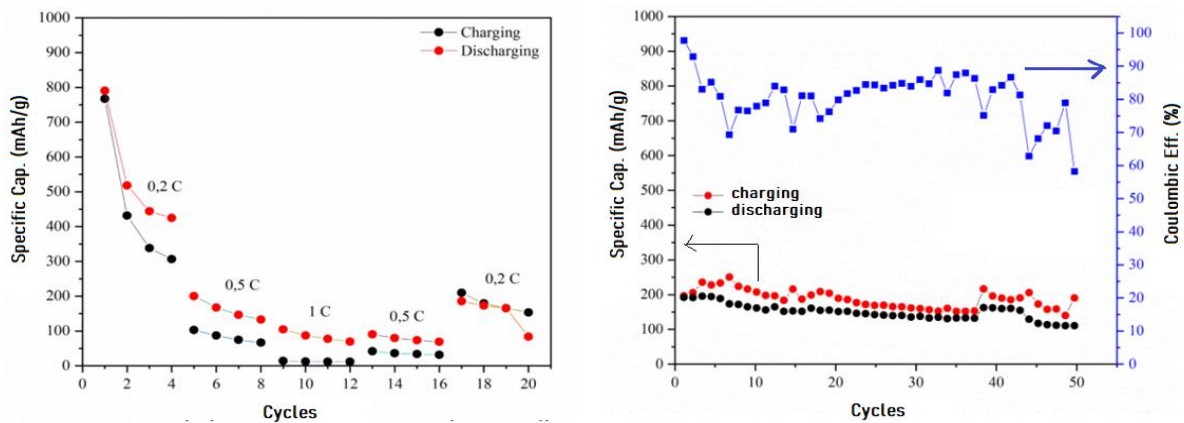 1000
900
800
700
600
500
400
300
200
100
0
Specific Cap. (mAh/g)
Charging
Discharging
0,2 C
0,5 C
1 C
0,5 C
0,2 C
0 2 4 6 8 10 12 14 16 18 20
Cycles
1000
900
800
700
600
500
400
300
200
100
0
Specific Cap. (mAh/g)
charging
discharging
100
90
80
70
60
50
40
30
20
10
0
Coulombic Eff. (%)
0 10 20 30 40 50
Cycles